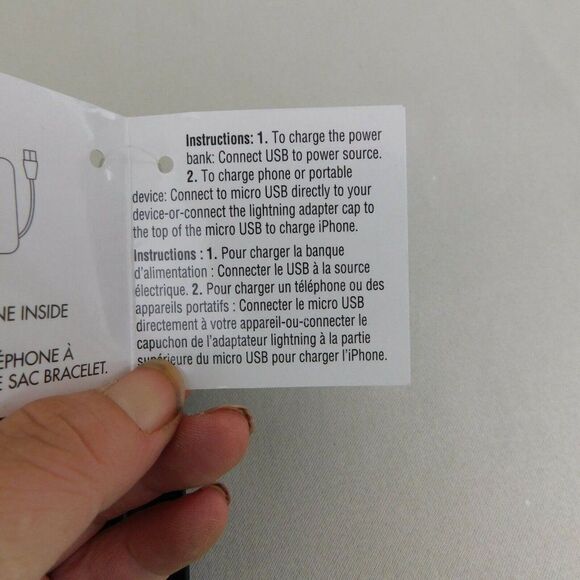 Instructions: 1. To charge the power
bank: Connect USB to power source.
2. To charge phone or portable
device: Connect to micro USB directly to your
device-or-connect the lightning adapter cap to
the top of the micro USB to charge iPhone.
Instructions : 1. Pour charger la banque
d'alimentation : Connecter le USB à la source
électrique. 2. Pour charger un téléphone ou des
appareils portatifs : Connecter le micro USB
directement à votre appareil-ou-connecter le
capuchon de l'adaptateur lightning à la partie
supérieure du micro USB pour charger l'iPhone.
NE INSIDE
ÉPHONE À
SAC BRACELET.